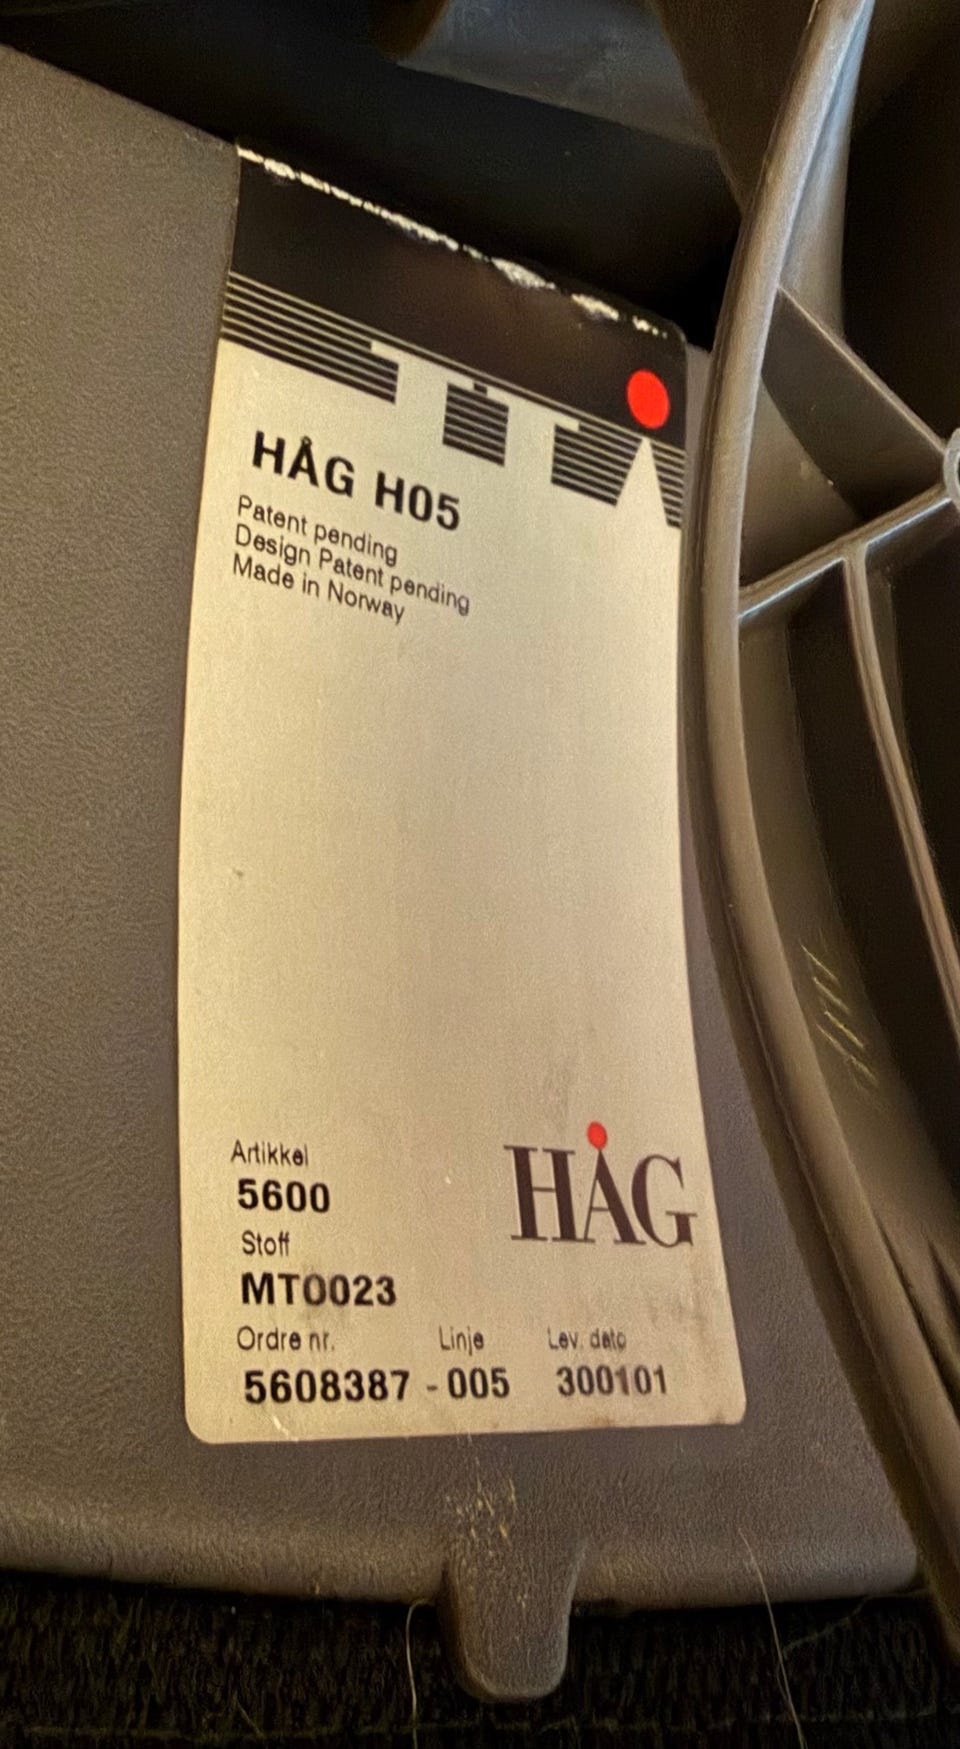 HÅG H05
Patent pending
Design Patent pending
Made in Norway
Artikkel
5600
HÅG
Stoff
MT0023
Ordre nr. Linje Lev. dato
5608387 - 005 300101